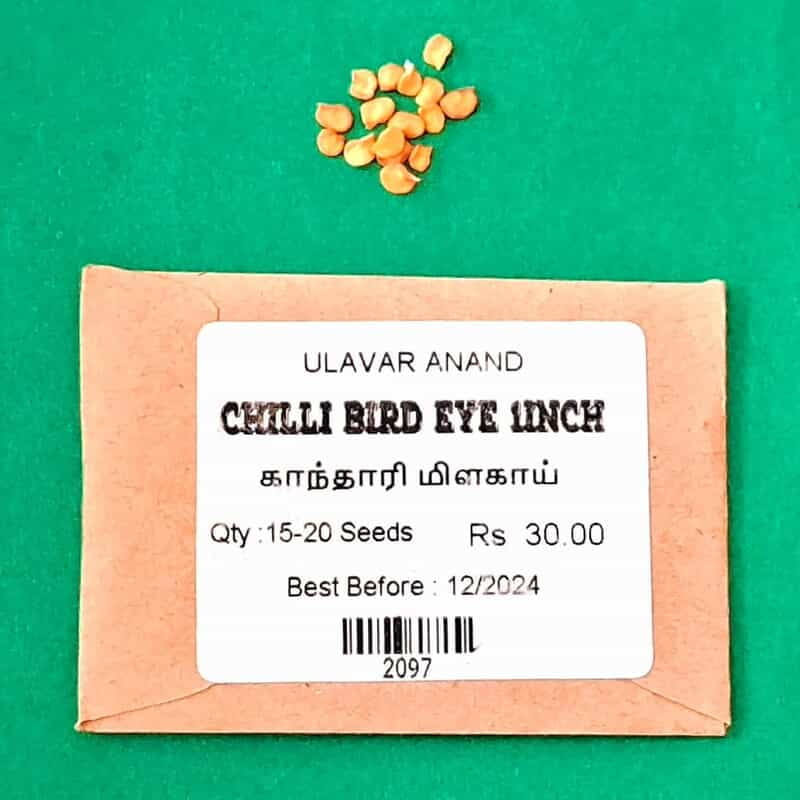 ULAVAR ANAND
CHILLI BIRD EYE 1INCH
காந்தாரி மிளகாய்
Qty :15-20 Seeds Rs 30.00
Best Before : 12/2024
2097